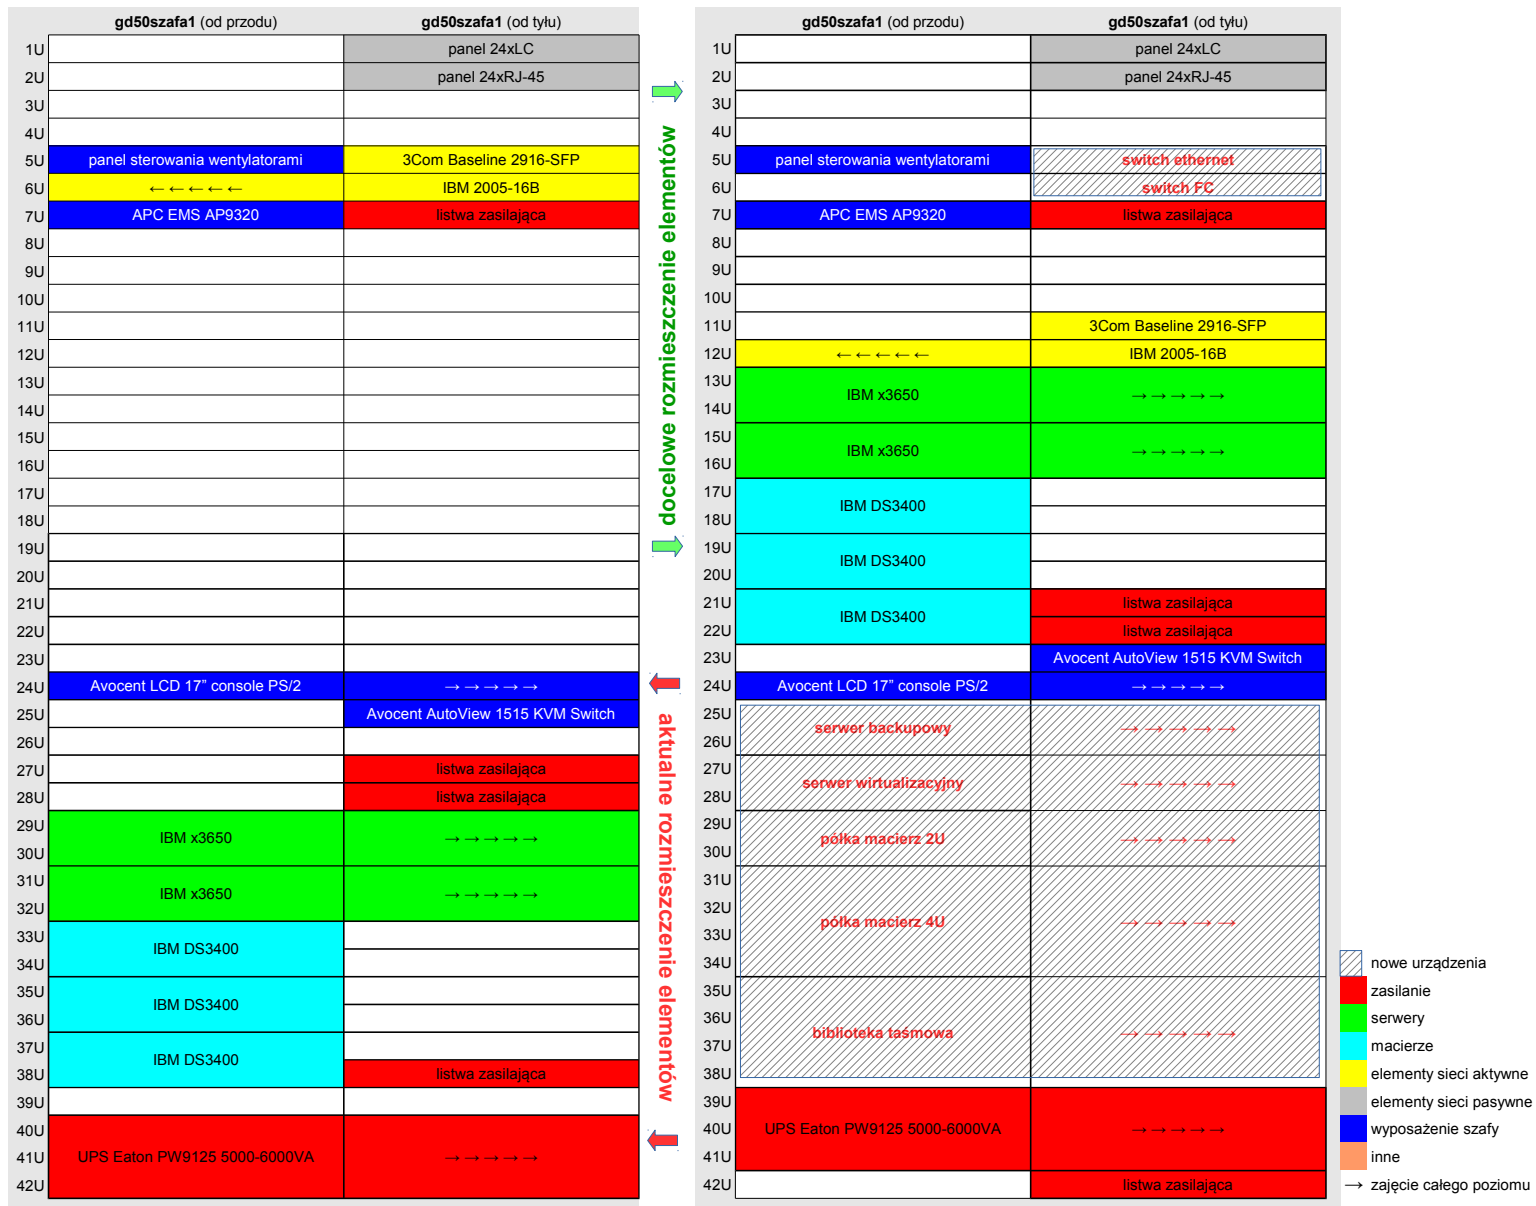 gd50szafa1 (od przodu) gd50szafa1 (od tyłu)
1U panel 24xLC
2U panel 24xRJ-45
3U
4U
5U panel sterowania wentylatorami 3Com Baseline 2916-SFP
6U ←←←←← IBM 2005-16B
7U APC EMS AP9320 listwa zasilająca
8U
9U
10U
11U
12U
13U
14U
15U
16U
17U
18U
19U
20U
21U
22U
23U
24U Avocent LCD 17” console PS/2 →→→→→
25U Avocent AutoView 1515 KVM Switch
26U
27U listwa zasilająca
28U listwa zasilająca
29U
IBM x3650 →→→→→
30U
31U
IBM x3650 →→→→→
32U
33U
IBM DS3400
34U
35U
IBM DS3400
36U
37U
IBM DS3400
38U listwa zasilająca
39U
40U
41U UPS Eaton PW9125 5000-6000VA →→→→→
42U
docelowe rozmieszczenie elementów
aktualne rozmieszczenie elementów
gd50szafa1 (od przodu) gd50szafa1 (od tyłu)
1U panel 24xLC
2U panel 24xRJ-45
3U
4U
5U panel sterowania wentylatorami switch ethernet
6U switch FC
7U APC EMS AP9320 listwa zasilająca
8U
9U
10U
11U 3Com Baseline 2916-SFP
12U ←←←←← IBM 2005-16B
13U
IBM x3650 →→→→→
14U
15U
IBM x3650 →→→→→
16U
17U
IBM DS3400
18U
19U
IBM DS3400
20U
21U listwa zasilająca
IBM DS3400
22U listwa zasilająca
23U Avocent AutoView 1515 KVM Switch
24U Avocent LCD 17” console PS/2 →→→→→
25U
serwer backupowy →→→→→
26U
27U
serwer wirtualizacyjny →→→→→
28U
29U
półka macierz 2U →→→→→
30U
31U
32U
półka macierz 4U →→→→→
33U
34U
35U
36U
biblioteka taśmowa →→→→→
37U
38U
39U
40U UPS Eaton PW9125 5000-6000VA →→→→→
41U
42U listwa zasilająca
nowe urządzenia
zasilanie
serwery
macierze
elementy sieci aktywne
elementy sieci pasywne
wyposażenie szafy
inne
→ zajęcie całego poziomu